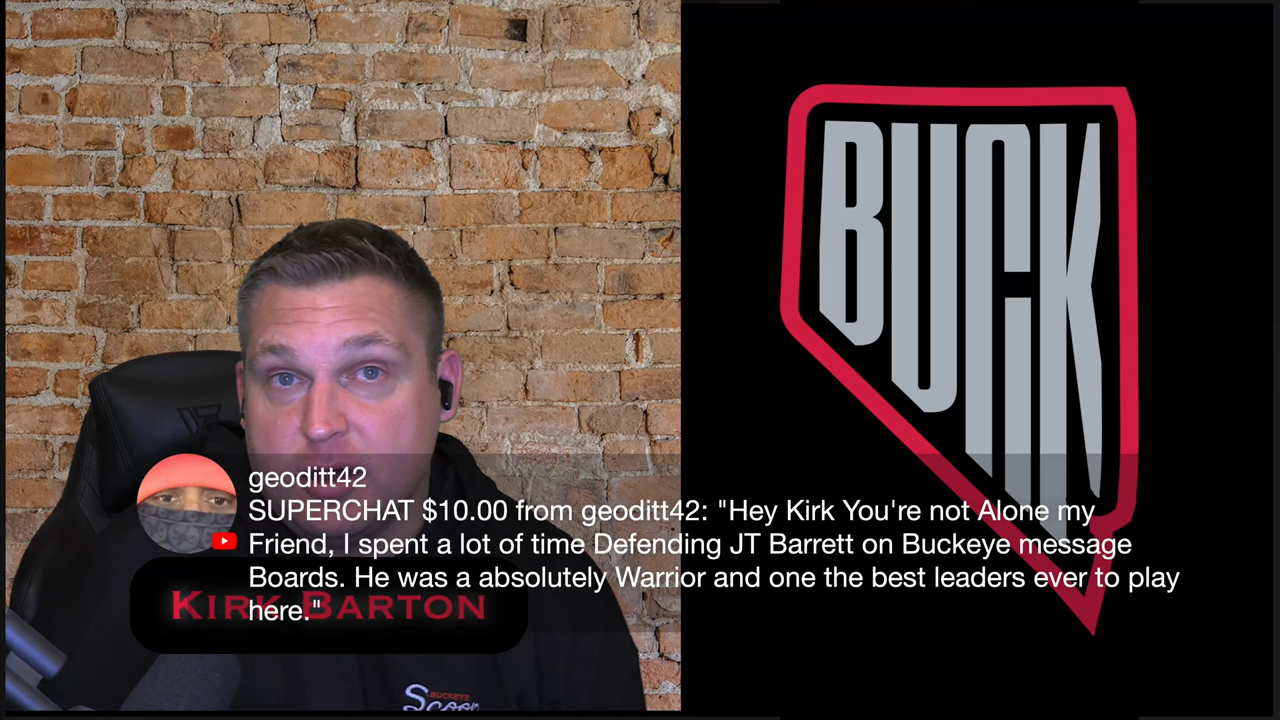 BUCK
geoditt42
SUPERCHAT $10.00 from geoditt42: "Hey Kirk You're not Alone my
Friend, I spent a lot of time Defending JT Barrett on Buckeye message
Boards. He was a absolutely Warrior and one the best leaders ever to play
here."
KIRK BARTON
BUCKEYE
Scoop